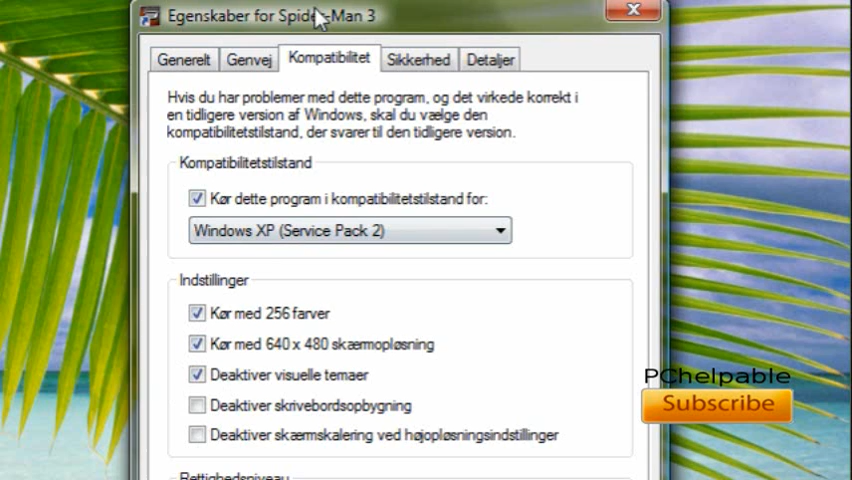 Egenskaber for Spider-Man 3
Generelt Genvej Kompatibilitet Sikkerhed Detaljer
Hvis du har problemer med dette program, og det virkede korrekt i
en tidligere version af Windows, skal du vælge den
kompatibilitetstilstand, der svarer til den tidligere version.
Kompatibilitetstilstand
Kør dette program i kompatibilitetstilstand for:
Windows XP (Service Pack 2)
Indstillinger
Kør med 256 farver
Kør med 640 x 480 skærmopløsning
Deaktiver visuelle temaer
Deaktiver skrivebordsopbygning
Deaktiver skærmskalering ved højopløsningsindstillinger
Rettighedsniveau
PChelpable
Subscribe